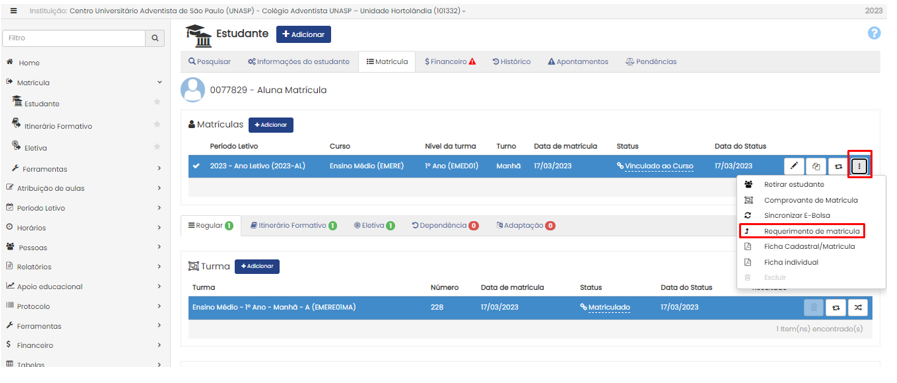 Instituição: Centro Universitário Adventista de São Paulo (UNASP) - Colégio Adventista UNASP - Unidade Hortolândia (101332) 2023
Filtro
Home
Matrícula
Estudante
Itinerário Formativo
Eletiva
Ferramentas
Atribuição de aulas
Período Letivo
Horários
Pessoas
Relatórios
Apoio educacional
Protocolo
Ferramentas
Financeiro
Tabelas
Estudante + Adicionar ?
Pesquisar Informações do estudante Matrícula $ Financeiro Histórico Apontamentos Pendências
0077829 - Aluna Matricula
Matrículas + Adicionar
Período Letivo Curso Nível da turma Turno Data de matrícula Status Data do Status
2023 - Ano Letivo (2023-AL) Ensino Médio (EMERE) 1º Ano (EMED01) Manhã 17/03/2023 Vinculado ao Curso 17/03/2023
Retirar estudante
Comprovante de Matrícula
Sincronizar E-Bolsa
Requerimento de matrícula
Ficha Cadastral/Matrícula
Ficha individual
Excluir
Regular 1 Itinerário Formativo 1 Eletiva 1 Dependência 0 Adaptação 0
Turma + Adicionar
Turma Número Data de matrícula Status Data do Status Resultado
Ensino Médio - 1º Ano - Manhã - A (EMERE01MA) 228 17/03/2023 Matriculado 17/03/2023
1 item(ns) encontrado(s)